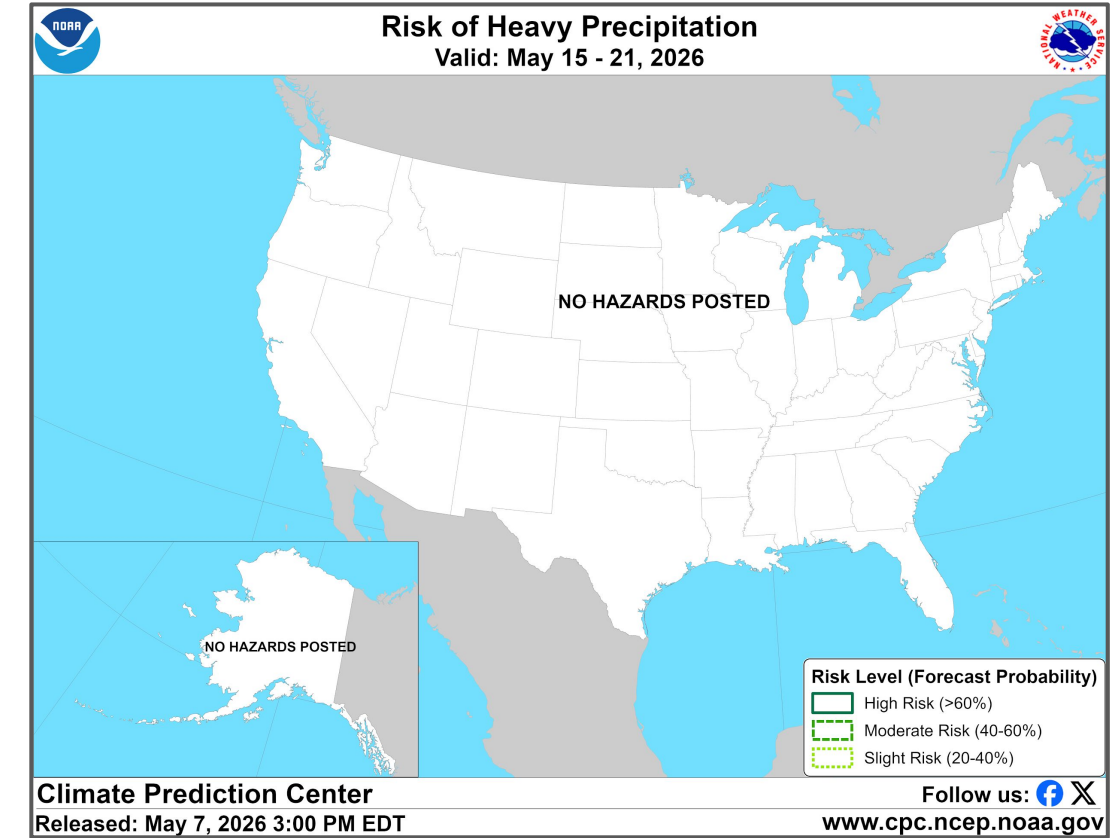 NOAA
Risk of Heavy Precipitation
Valid: May 15 - 21, 2026
NATIONAL WEATHER SERVICE
NO HAZARDS POSTED
NO HAZARDS POSTED
Risk Level (Forecast Probability)
High Risk (>60%)
Moderate Risk (40-60%)
Slight Risk (20-40%)
Climate Prediction Center
Follow us:
Released: May 7, 2026 3:00 PM EDT
www.cpc.ncep.noaa.gov